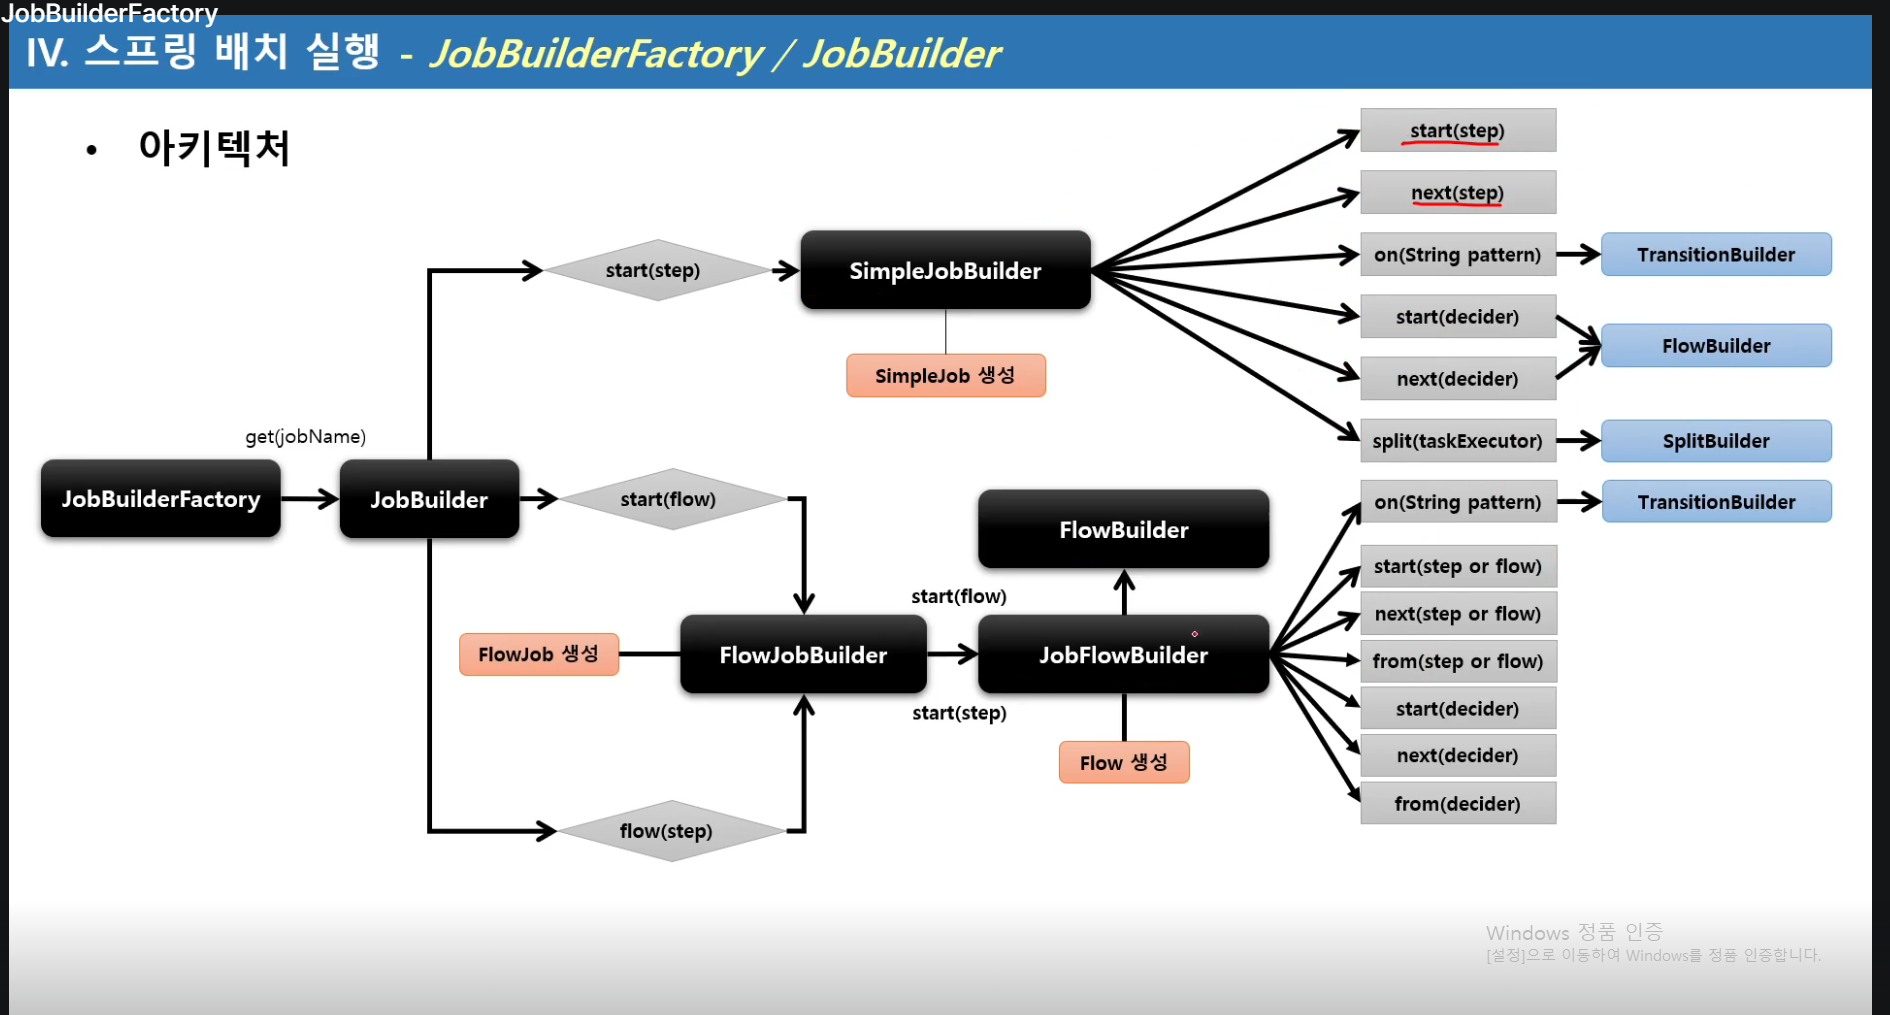 JobBuilderFactory
IV. 스프링 배치 실행 - JobBuilderFactory / JobBuilder
• 아키텍처
start(step)
next(step)
on(String pattern)
TransitionBuilder
start(step)
SimpleJobBuilder
start(decider)
FlowBuilder
SimpleJob 생성
next(decider)
get(jobName)
split(taskExecutor)
SplitBuilder
JobBuilderFactory
JobBuilder
start(flow)
FlowBuilder
on(String pattern)
TransitionBuilder
start(step or flow)
start(flow)
next(step or flow)
FlowJob 생성
FlowJobBuilder
JobFlowBuilder
from(step or flow)
start(step)
start(decider)
Flow 생성
next(decider)
from(decider)
flow(step)
Windows 정품 인증
[설정]으로 이동하여 Windows를 정품 인증합니다.